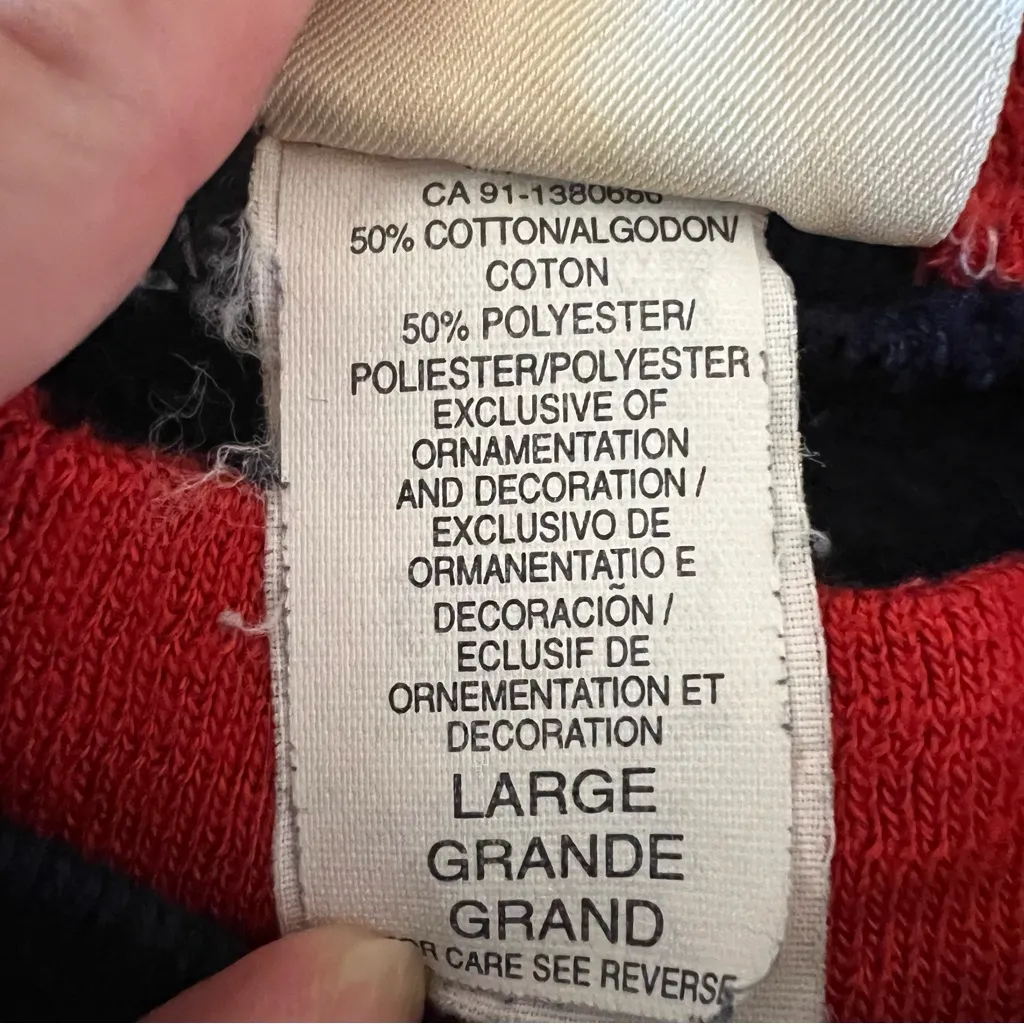 CA 91-1380686
50% COTTON/ALGODON/
COTON
50% POLYESTER/
POLIESTER/POLYESTER
EXCLUSIVE OF
ORNAMENTATION
AND DECORATION /
EXCLUSIVO DE
ORMANENTATIO E
DECORACIÕN /
ECLUSIF DE
ORNEMENTATION ET
DECORATION
LARGE
GRANDE
GRAND
CARE SEE REVERSE